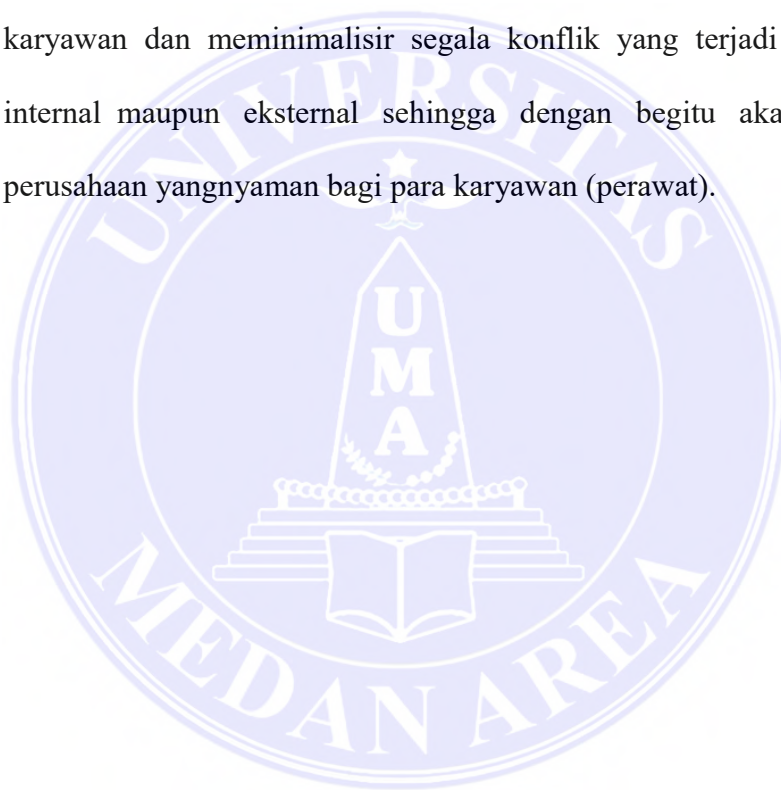 karyawan dan meminimalisir segala konflik yang terjadi
internal maupun eksternal sehingga dengan begitu aka
perusahaan yangnyaman bagi para karyawan (perawat).
UNIVERSITAS
U
M
A
MEDAN AREA